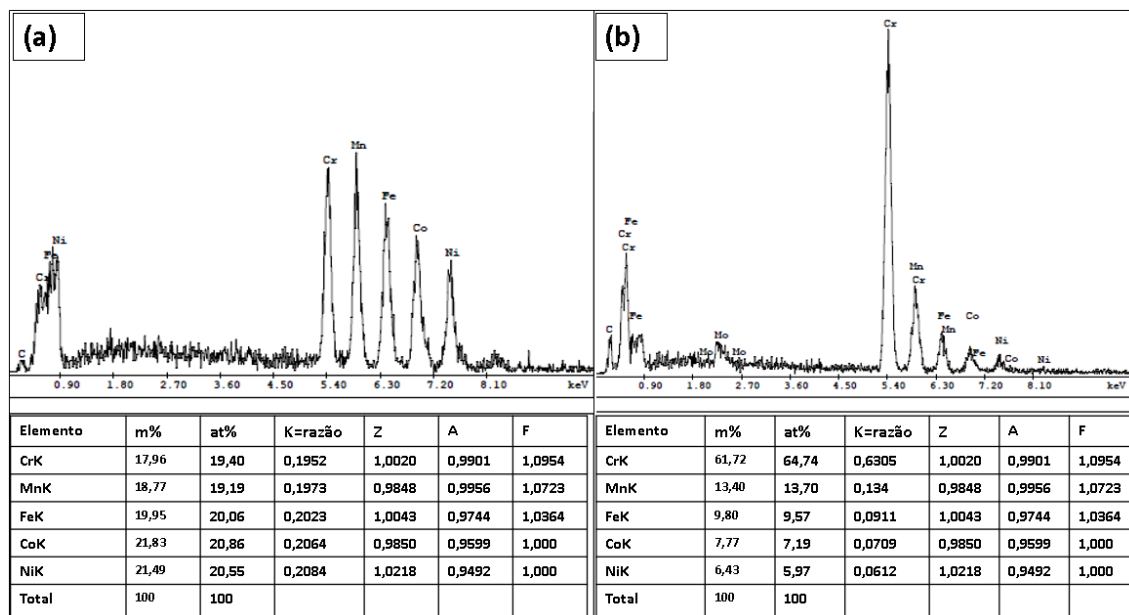 (a)
Cr
Mn
Fe
Co
Ni
Ni
Fe
Cr
C
0.90 1.80 2.70 3.60 4.50 5.40 6.30 7.20 8.10 keV
Elemento m% at% K=razão Z A F
CrK 17,96 19,40 0,1952 1,0020 0,9901 1,0954
MnK 18,77 19,19 0,1973 0,9848 0,9956 1,0723
FeK 19,95 20,06 0,2023 1,0043 0,9744 1,0364
CoK 21,83 20,86 0,2064 0,9850 0,9599 1,000
NiK 21,49 20,55 0,2084 1,0218 0,9492 1,000
Total 100 100
(b)
Cr
Fe
Cr
Cr
Fe
C
Mo
Mo
Mo
Mn
Cr
Fe
Mn
Co
Fe
Ni
Co
Ni
0.90 1.80 2.70 3.60 4.50 5.40 6.30 7.20 8.10 keV
Elemento m% at% K=razão Z A F
CrK 61,72 64,74 0,6305 1,0020 0,9901 1,0954
MnK 13,40 13,70 0,134 0,9848 0,9956 1,0723
FeK 9,80 9,57 0,0911 1,0043 0,9744 1,0364
CoK 7,77 7,19 0,0709 0,9850 0,9599 1,000
NiK 6,43 5,97 0,0612 1,0218 0,9492 1,000
Total 100 100